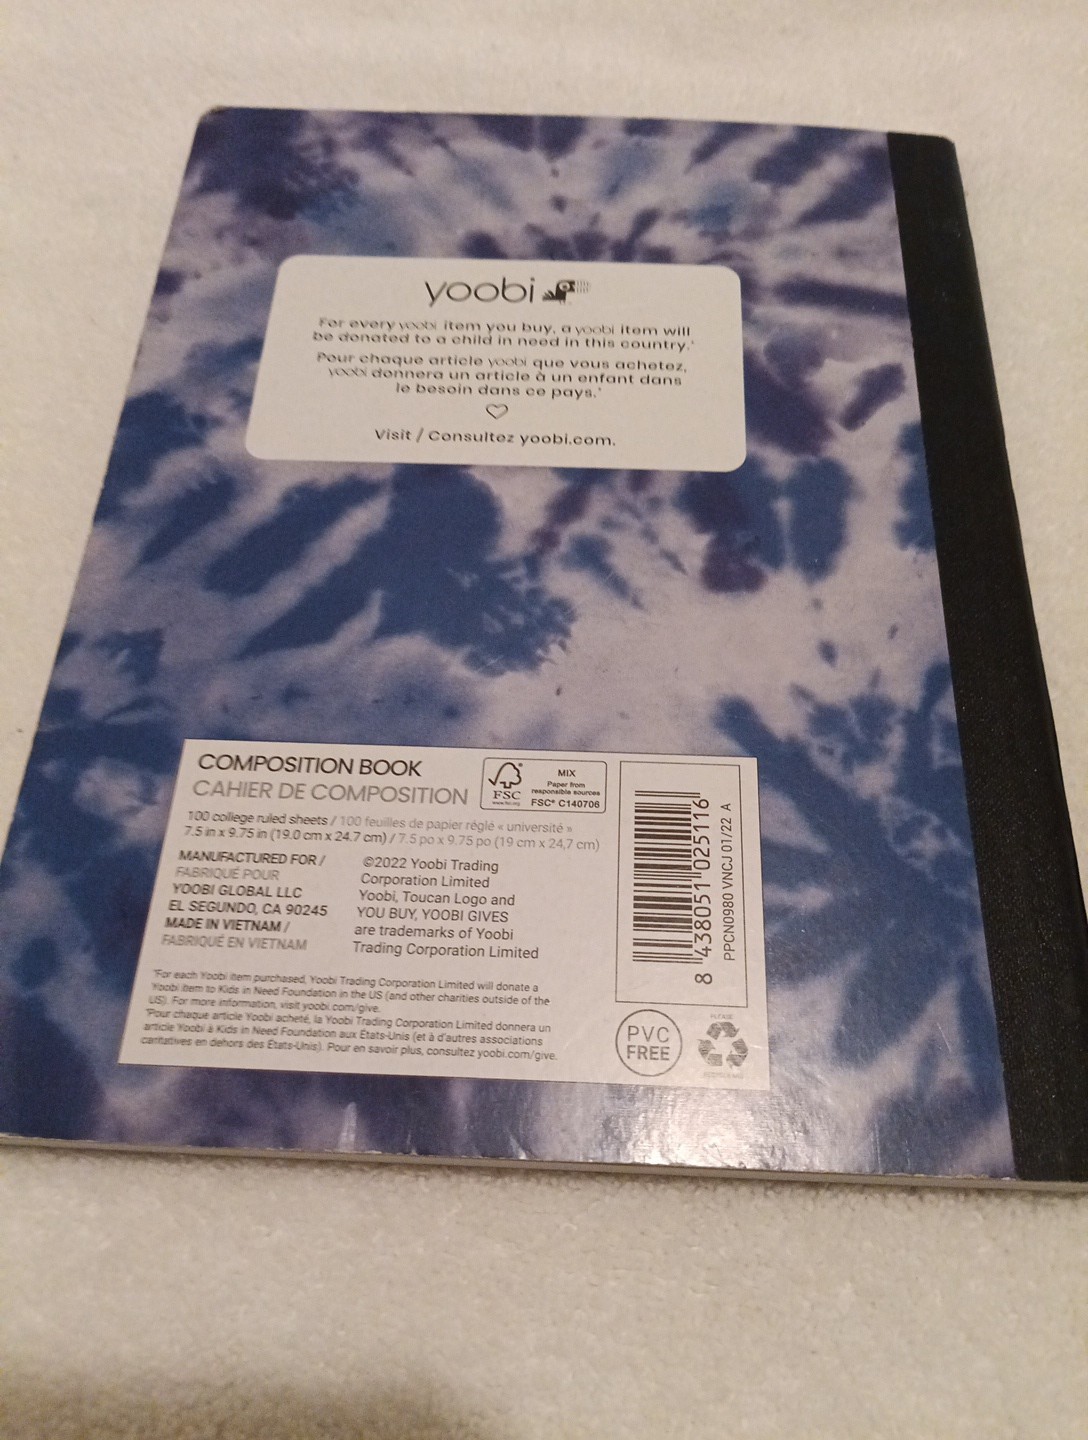 yoobi
For every yoobi item you buy, a yoobi item will
be donated to a child in need in this country.*
Pour chaque article yoobi que vous achetez,
yoobi donnera un article à un enfant dans
le besoin dans ce pays.*
Visit / Consultez yoobi.com.
COMPOSITION BOOK
CAHIER DE COMPOSITION
FSC
www.fsc.org
MIX
Paper from
responsible sources
FSC® C140706
100 college ruled sheets / 100 feuilles de papier réglé « université »
7.5 in x 9.75 in (19.0 cm x 24.7 cm) / 7.5 po x 9.75 po (19 cm x 24,7 cm)
MANUFACTURED FOR /
FABRIQUÉ POUR
YOOBI GLOBAL LLC
EL SEGUNDO, CA 90245
MADE IN VIETNAM /
FABRIQUÉ EN VIETNAM
©2022 Yoobi Trading
Corporation Limited
Yoobi, Toucan Logo and
YOU BUY, YOOBI GIVES
are trademarks of Yoobi
Trading Corporation Limited
*For each Yoobi item purchased, Yoobi Trading Corporation Limited will donate a
Yoobi item to Kids in Need Foundation in the US (and other charities outside of the
US). For more information, visit yoobi.com/give.
*Pour chaque article Yoobi acheté, la Yoobi Trading Corporation Limited donnera un
article Yoobi à Kids in Need Foundation aux États-Unis (et à d'autres associations
caritatives en dehors des États-Unis). Pour en savoir plus, consultez yoobi.com/give.
8 438051 025116
PPCN0980 VNCJ 01/22 A
PVC
FREE
PLEASE